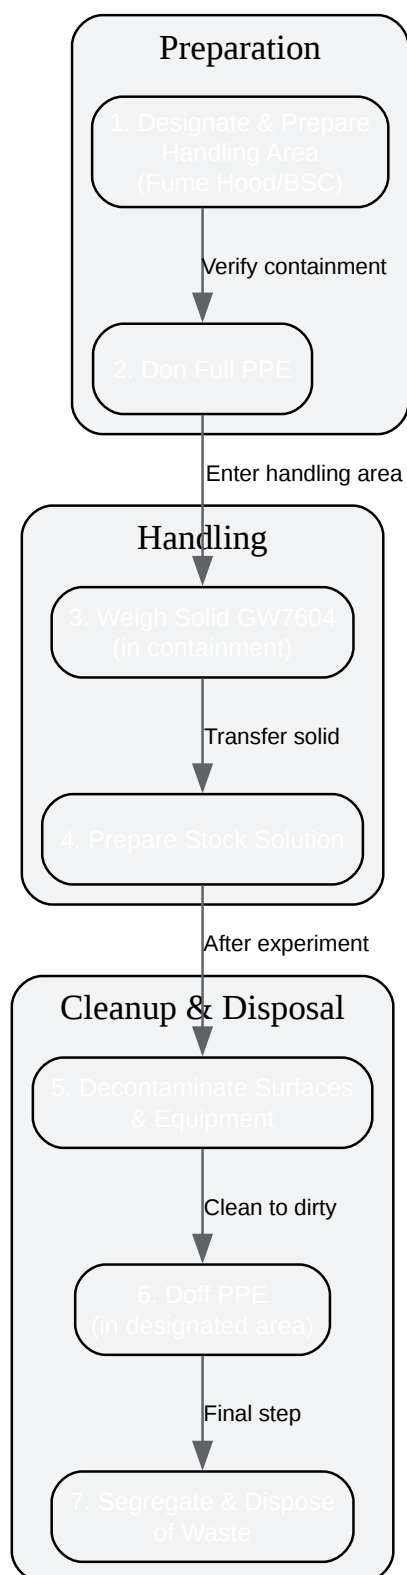 Preparation
1. Designate & Prepare
Handling Area
(Fume Hood/BSC)
Verify containment
2. Don Full PPE
Enter handling area
Handling
3. Weigh Solid GW7604
(in containment)
Transfer solid
4. Prepare Stock Solution
After experiment
Cleanup & Disposal
5. Decontaminate Surfaces
& Equipment
Clean to dirty
6. Doff PPE
(in designated area)
Final step
7. Segregate & Dispose
of Waste